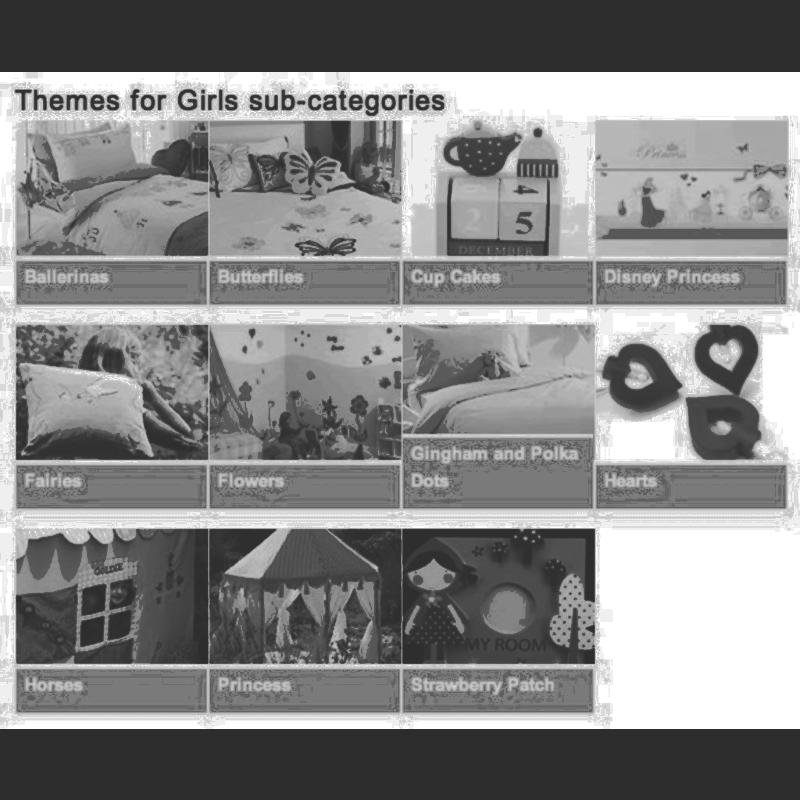 Themes for Girls sub-categories
Princess
2 5
DECEMBER
Ballerinas
Butterflies
Cup Cakes
Disney Princess
Fairies
Flowers
Gingham and Polka
Dots
Hearts
MY ROOM
Horses
Princess
Strawberry Patch